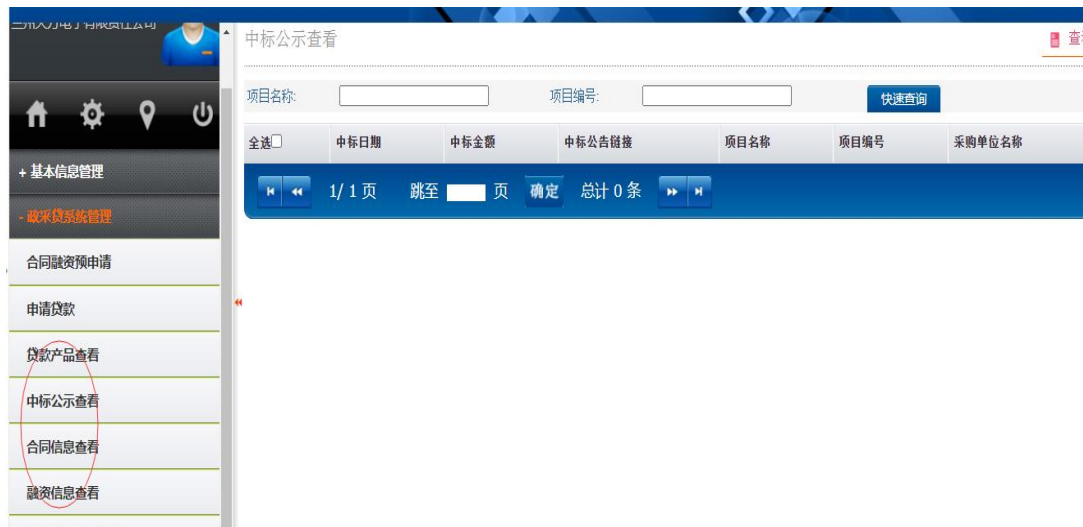 中标公示查看
查
项目名称:
项目编号:
快速查询
全选 中标日期 中标金额 中标公告链接 项目名称 项目编号 采购单位名称
1/ 1 页 跳至 页 确定 总计 0 条
+ 基本信息管理
- 政采贷系统管理
合同融资预申请
申请贷款
贷款产品查看
中标公示查看
合同信息查看
融资信息查看